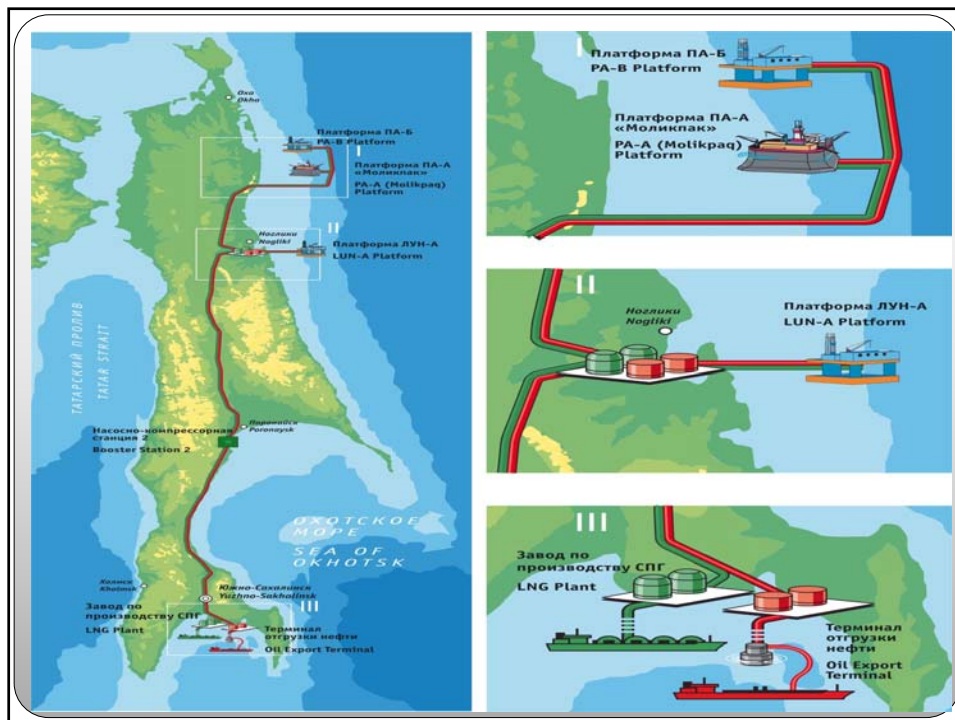 Оха
Okha
Платформа ПА-Б
PA-B Platform
I
Платформа ПА-А
«Моликпак»
PA-A (Molikpaq)
Platform
II
Ноглики
Nogliki
Платформа ЛУН-А
LUN-A Platform
ТАТАРСКИЙ ПРОЛИВ
TATAR STRAIT
Насосно-компрессорная
станция 2
Booster Station 2
Поронайск
Poronaysk
ОХОТСКОЕ
МОРЕ
SEA OF
OKHOTSK
Холмск
Kholmsk
Южно-Сахалинск
Yuzhno-Sakhalinsk
III
Завод по
производству СПГ
LNG Plant
Терминал
отгрузки нефти
Oil Export Terminal
I
Платформа ПА-Б
PA-B Platform
Платформа ПА-А
«Моликпак»
PA-A (Molikpaq)
Platform
II
Ноглики
Nogliki
Платформа ЛУН-А
LUN-A Platform
III
Завод по
производству СПГ
LNG Plant
Терминал
отгрузки
нефти
Oil Export
Terminal